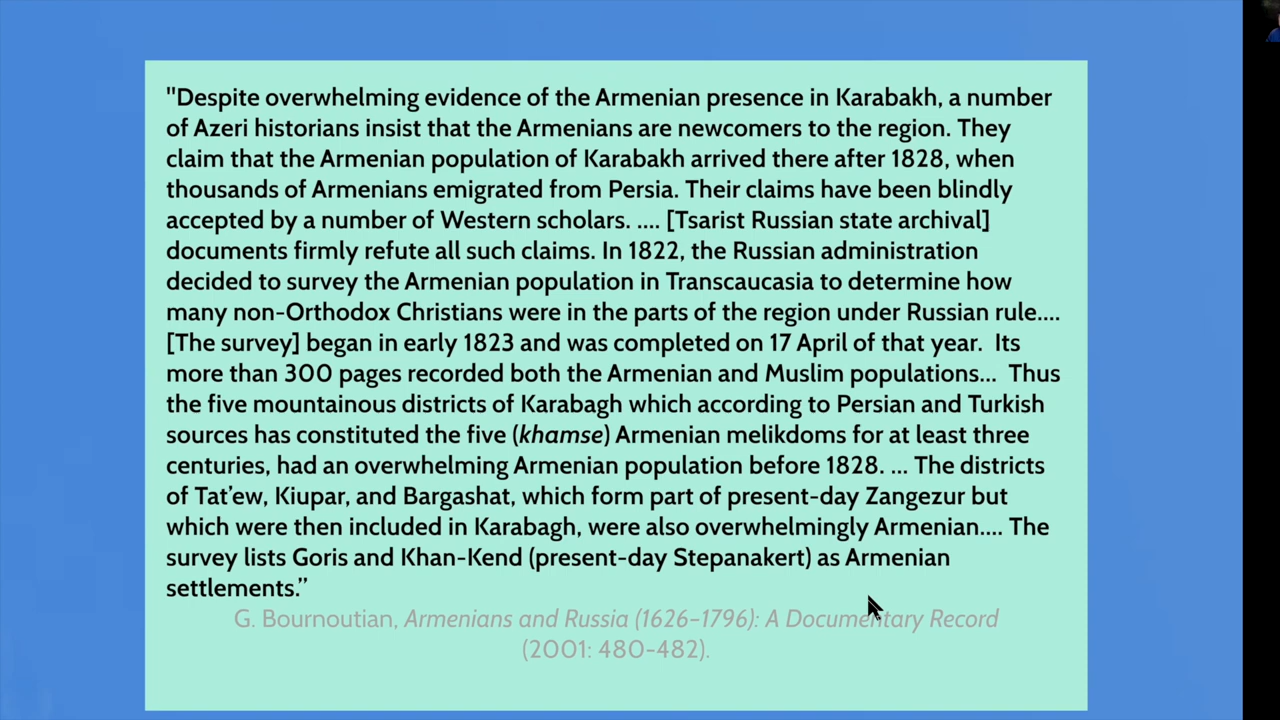 "Despite overwhelming evidence of the Armenian presence in Karabakh, a number
of Azeri historians insist that the Armenians are newcomers to the region. They
claim that the Armenian population of Karabakh arrived there after 1828, when
thousands of Armenians emigrated from Persia. Their claims have been blindly
accepted by a number of Western scholars. .... [Tsarist Russian state archival]
documents firmly refute all such claims. In 1822, the Russian administration
decided to survey the Armenian population in Transcaucasia to determine how
many non-Orthodox Christians were in the parts of the region under Russian rule....
[The survey] began in early 1823 and was completed on 17 April of that year.  Its
more than 300 pages recorded both the Armenian and Muslim populations...  Thus
the five mountainous districts of Karabagh which according to Persian and Turkish
sources has constituted the five (khamse) Armenian melikdoms for at least three
centuries, had an overwhelming Armenian population before 1828. ... The districts
of Tat’ew, Kiupar, and Bargashat, which form part of present-day Zangezur but
which were then included in Karabagh, were also overwhelmingly Armenian.... The
survey lists Goris and Khan-Kend (present-day Stepanakert) as Armenian
settlements.”
G. Bournoutian, Armenians and Russia (1626-1796): A Documentary Record
(2001: 480-482).